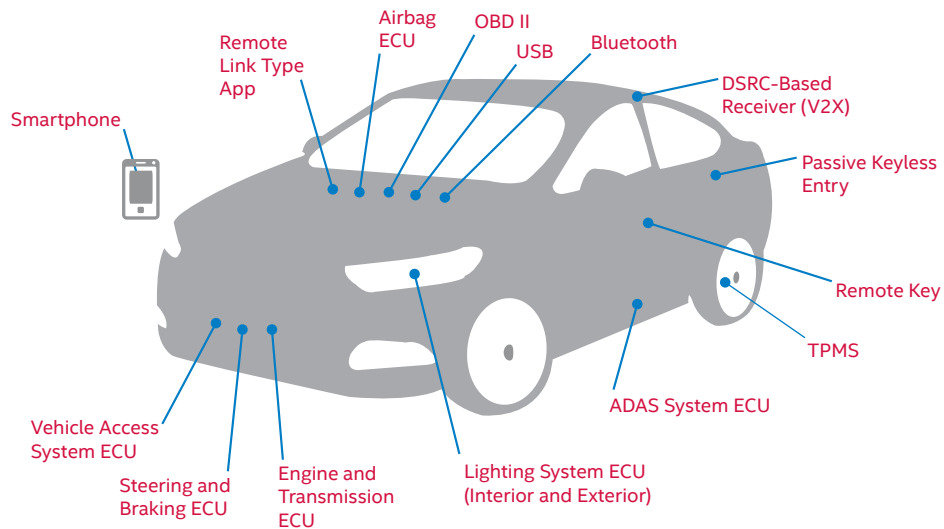 Airbag
ECU
OBD II
Remote
Link Type
App
USB
Bluetooth
DSRC-Based
Receiver (V2X)
Smartphone
Passive Keyless
Entry
Remote Key
TPMS
ADAS System ECU
Vehicle Access
System ECU
Steering and
Braking ECU
Engine and
Transmission
ECU
Lighting System ECU
(Interior and Exterior)